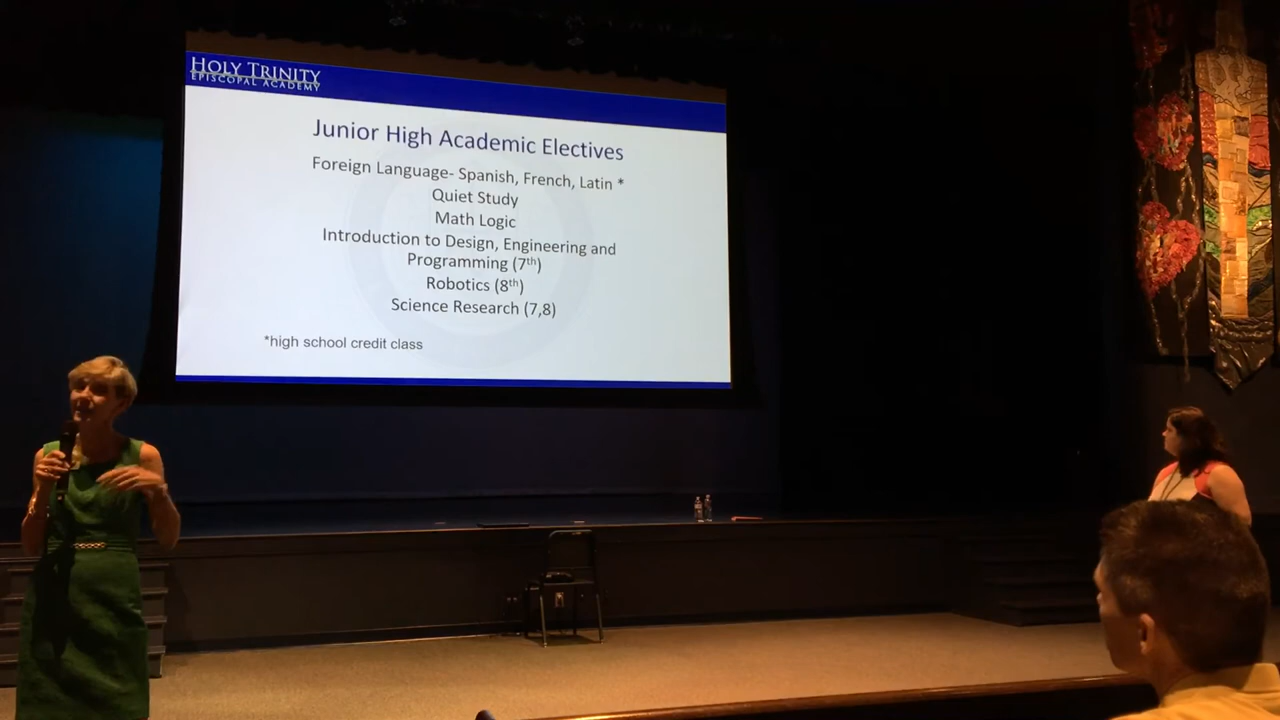 HOLY TRINITY
EPISCOPAL ACADEMY
Junior High Academic Electives
Foreign Language- Spanish, French, Latin *
Quiet Study
Math Logic
Introduction to Design, Engineering and
Programming (7th)
Robotics (8th)
Science Research (7,8)
*high school credit class